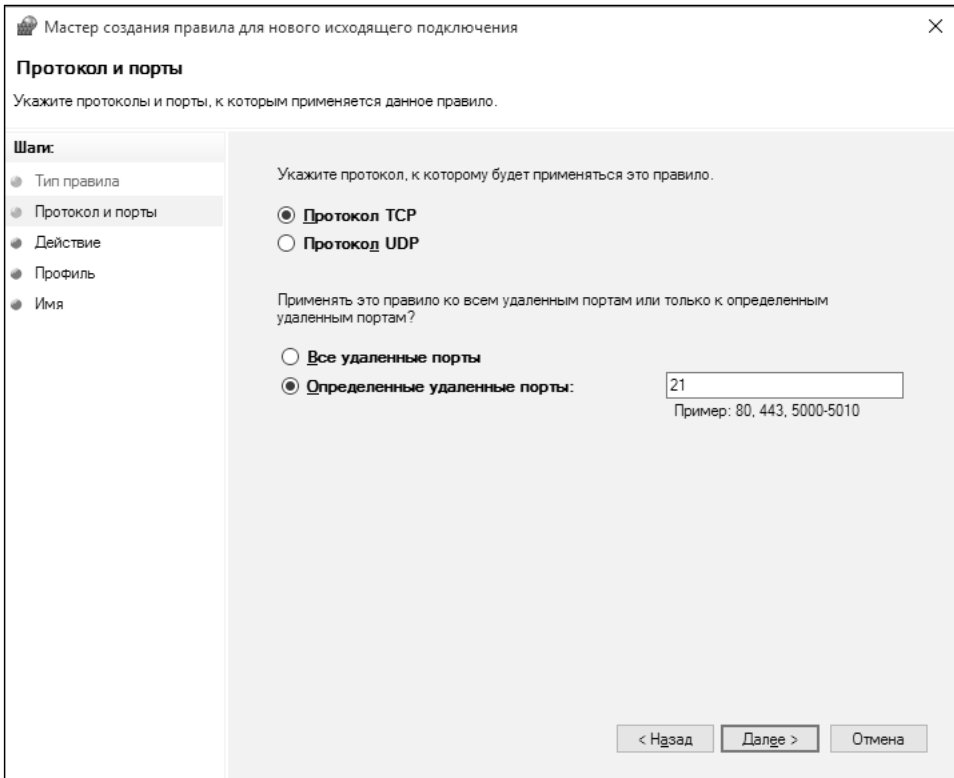 Мастер создания правила для нового исходящего подключения
Протокол и порты
Укажите протоколы и порты, к которым применяется данное правило.
Шаги:
Тип правила
Протокол и порты
Действие
Профиль
Имя
Укажите протокол, к которому будет применяться это правило.
Протокол TCP
Протокол UDP
Применять это правило ко всем удаленным портам или только к определенным
удаленным портам?
Все удаленные порты
Определенные удаленные порты: 21
Пример: 80, 443, 5000-5010
< Назад Далее > Отмена